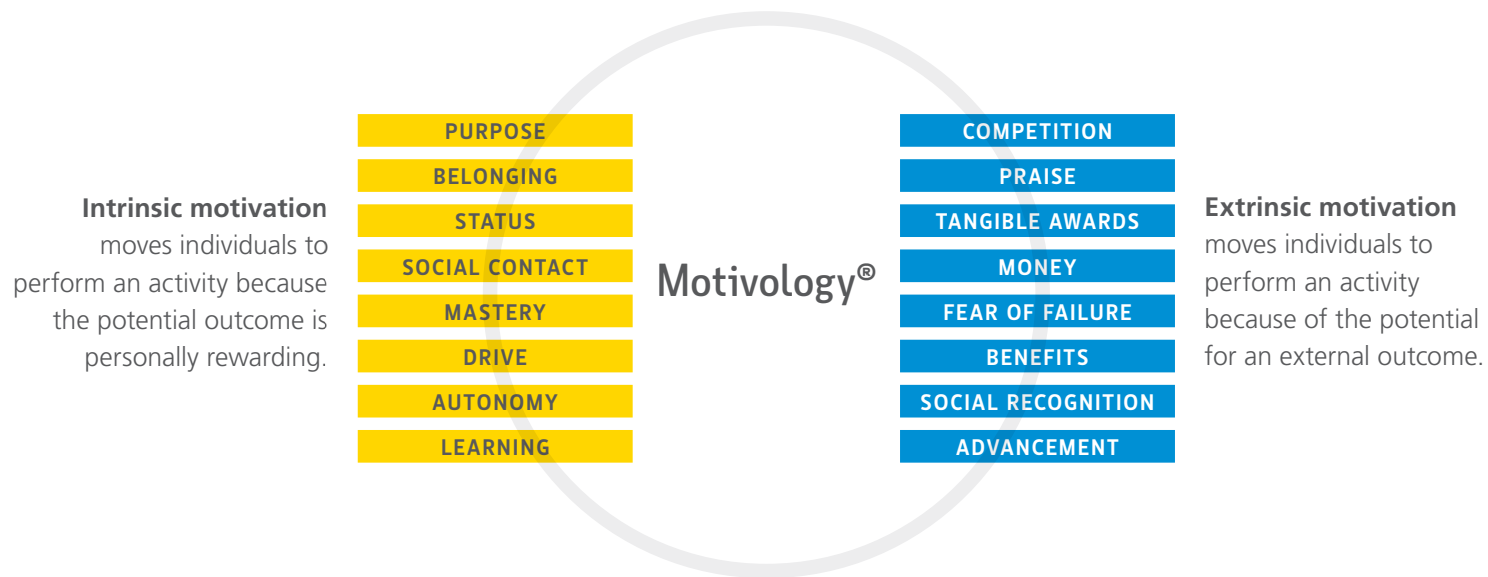 Intrinsic motivation
moves individuals to
perform an activity because
the potential outcome is
personally rewarding.
PURPOSE
BELONGING
STATUS
SOCIAL CONTACT
MASTERY
DRIVE
AUTONOMY
LEARNING
Motivology®
COMPETITION
PRAISE
TANGIBLE AWARDS
MONEY
FEAR OF FAILURE
BENEFITS
SOCIAL RECOGNITION
ADVANCEMENT
Extrinsic motivation
moves individuals to
perform an activity
because of the potential
for an external outcome.